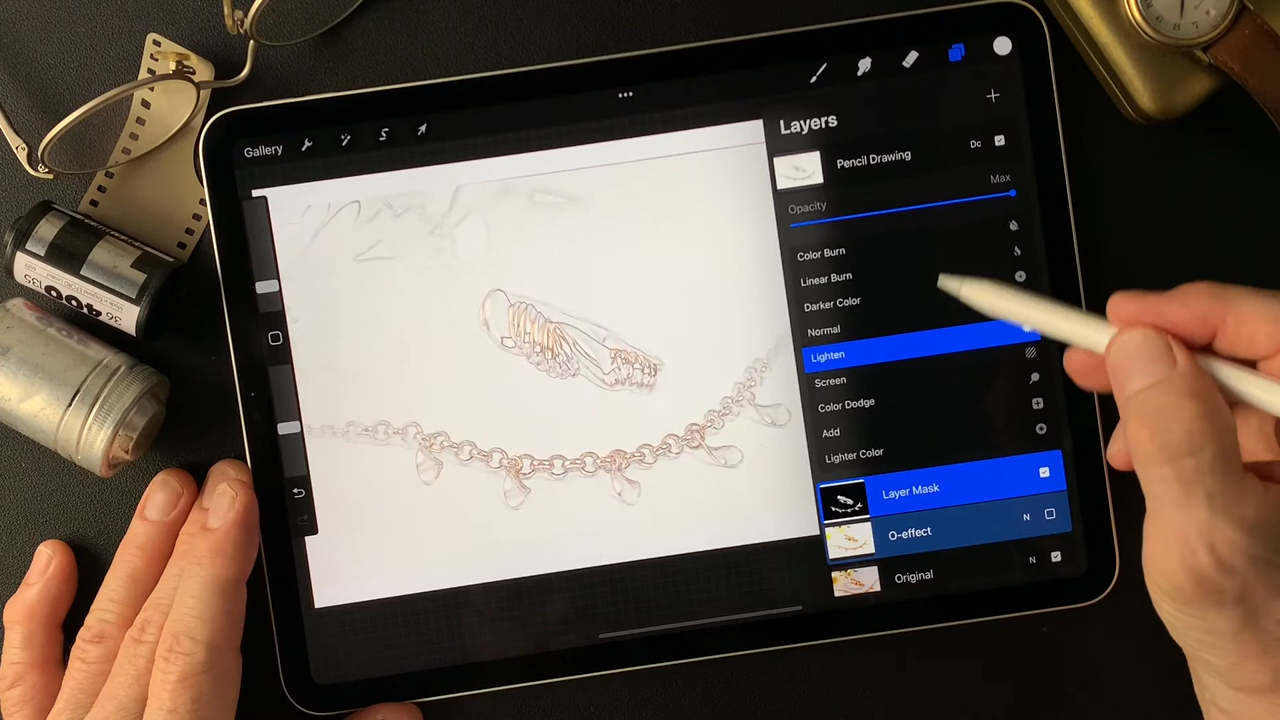 Gallery
Layers
Pencil Drawing
Dc
Opacity
Max
Color Burn
Linear Burn
Darker Color
Normal
Lighten
Screen
Color Dodge
Add
Lighter Color
Layer Mask
O-effect
N
Original
N
400
36
135